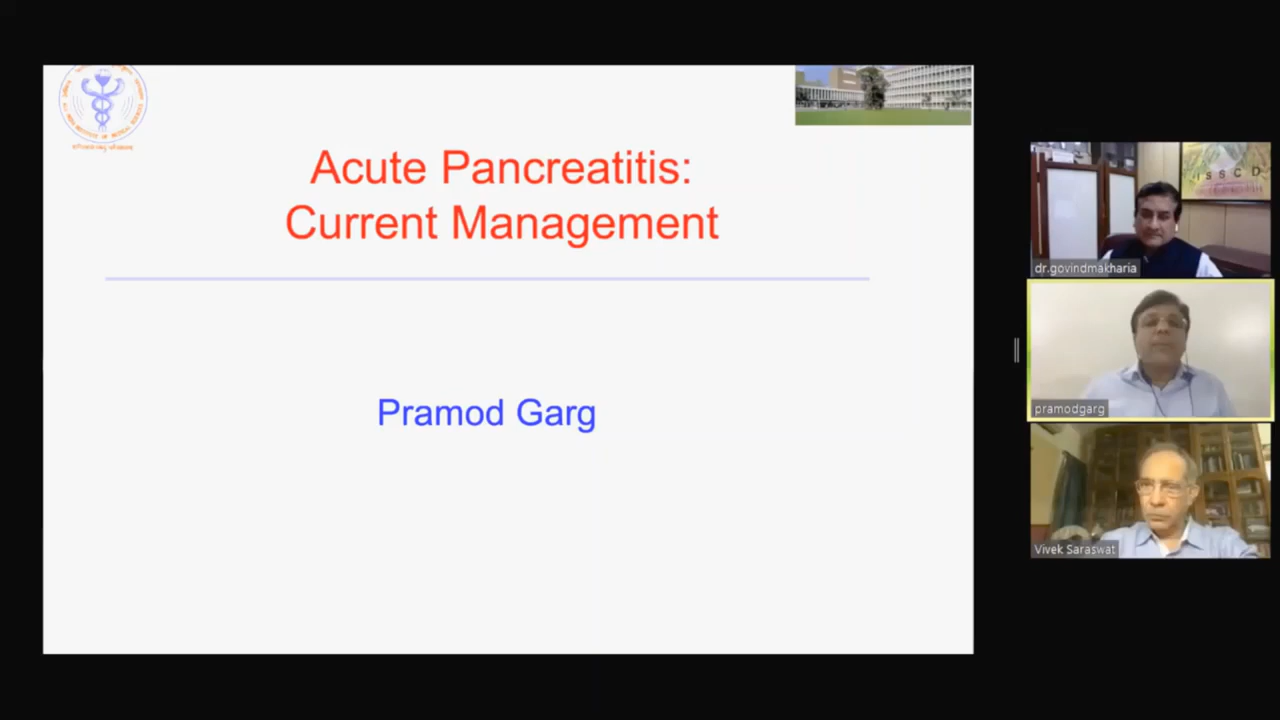 Acute Pancreatitis:
Current Management
Pramod Garg
ISSCD
dr.govindmakharia
pramodgarg
Vivek Saraswat